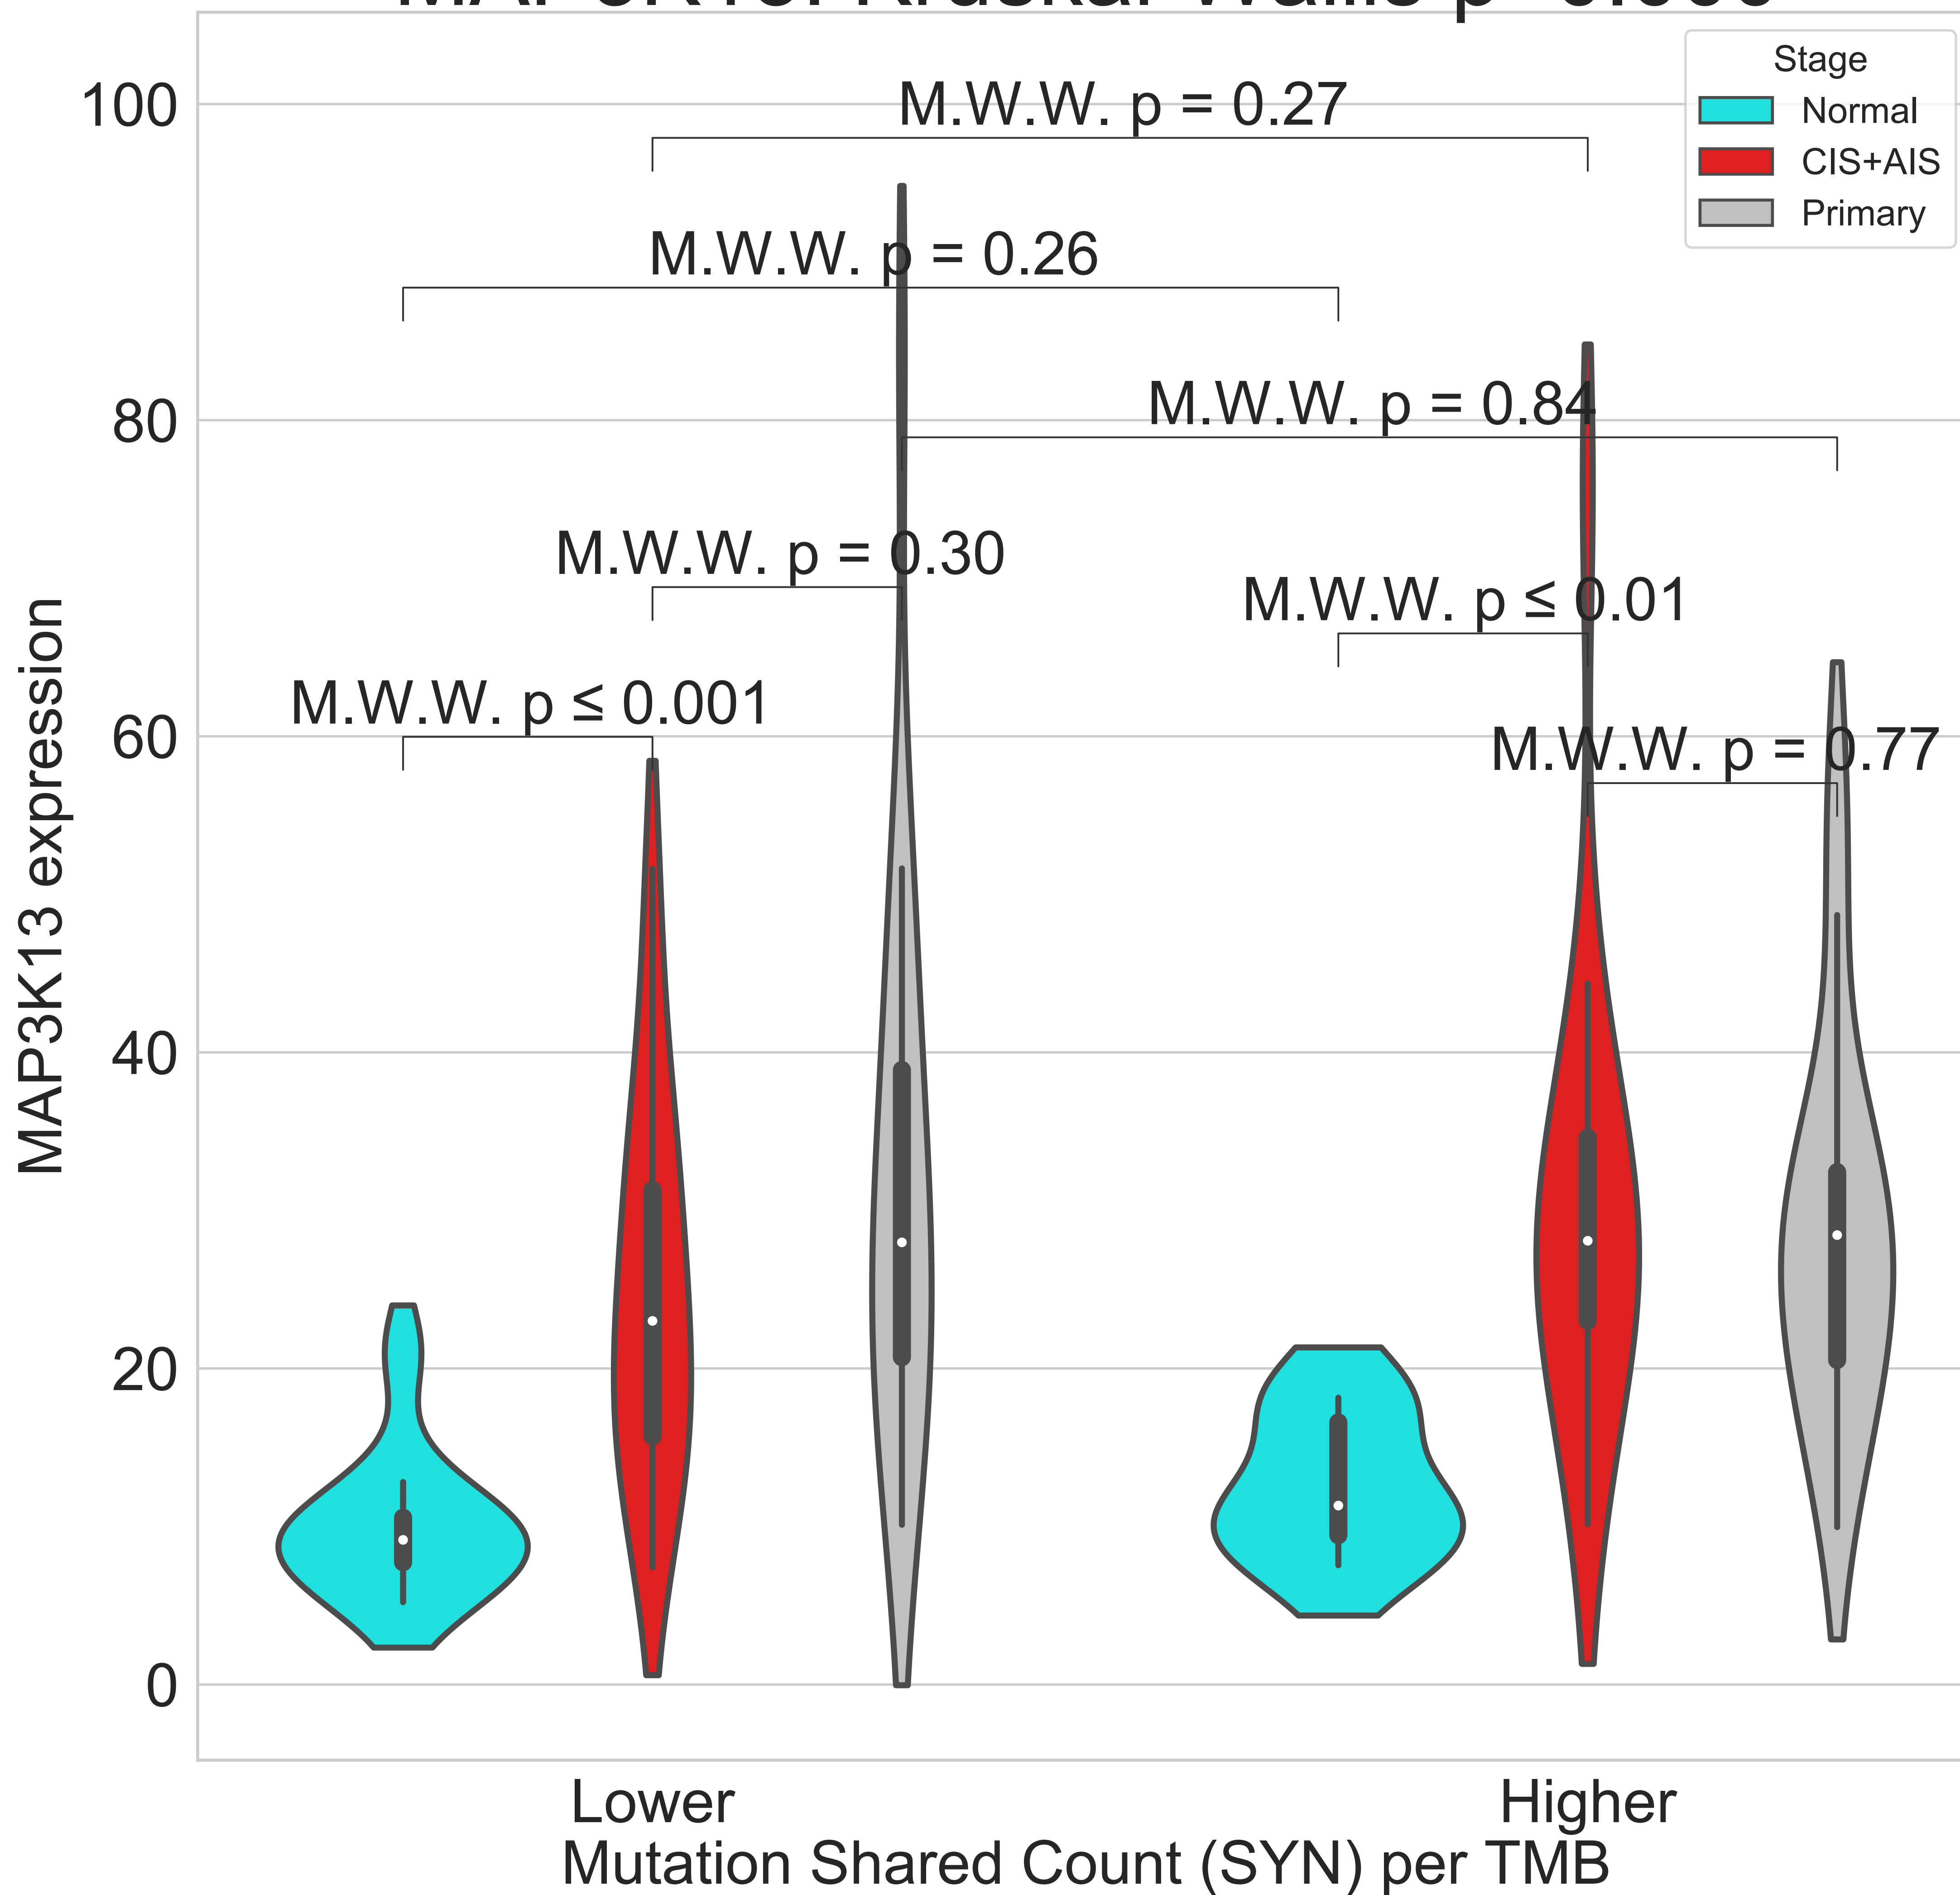 100
80
60
40
20
0
MAP3K13 expression
M.W.W. p = 0.27
M.W.W. p = 0.26
M.W.W. p = 0.84
M.W.W. p = 0.30
M.W.W. p ≤ 0.01
M.W.W. p ≤ 0.001
M.W.W. p = 0.77
Stage
Normal
CIS+AIS
Primary
Lower
Higher
Mutation Shared Count (SYN) per TMB